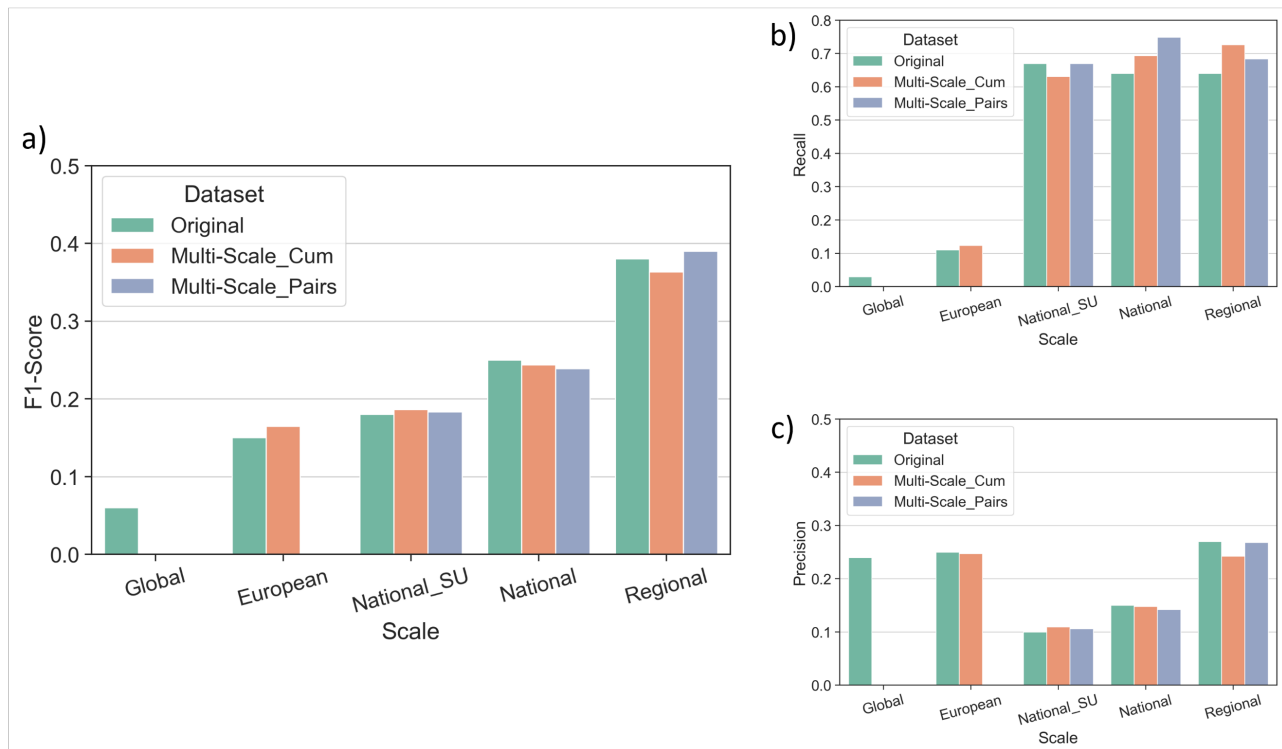 a)
0.5
0.4
0.3
0.2
0.1
0.0
F1-Score
Dataset
Original
Multi-Scale_Cum
Multi-Scale_Pairs
Global
European
National_SU
National
Regional
Scale
b)
0.8
0.7
0.6
0.5
0.4
0.3
0.2
0.1
0.0
Recall
Dataset
Original
Multi-Scale_Cum
Multi-Scale_Pairs
Global
European
National_SU
National
Regional
Scale
c)
0.5
0.4
0.3
0.2
0.1
0.0
Precision
Dataset
Original
Multi-Scale_Cum
Multi-Scale_Pairs
Global
European
National_SU
National
Regional
Scale